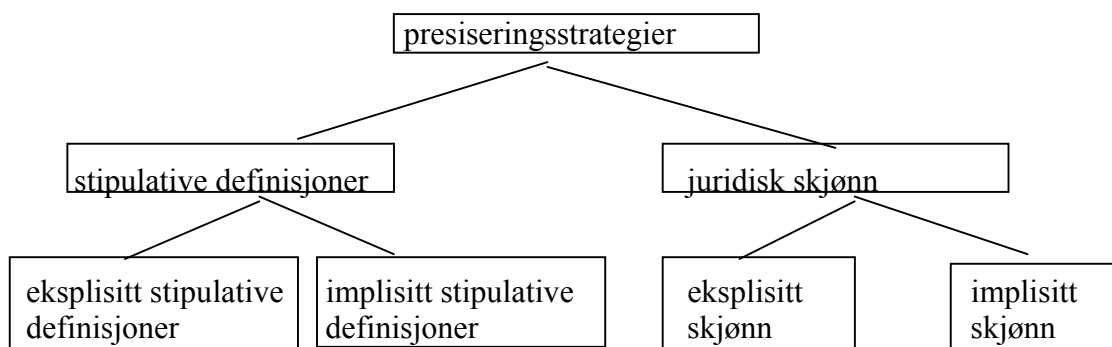 presiseringsstrategier
stipulative definisjoner
juridisk skjønn
eksplisitt stipulative
definisjoner
implisitt stipulative
definisjoner
eksplisitt
skjønn
implisitt
skjønn